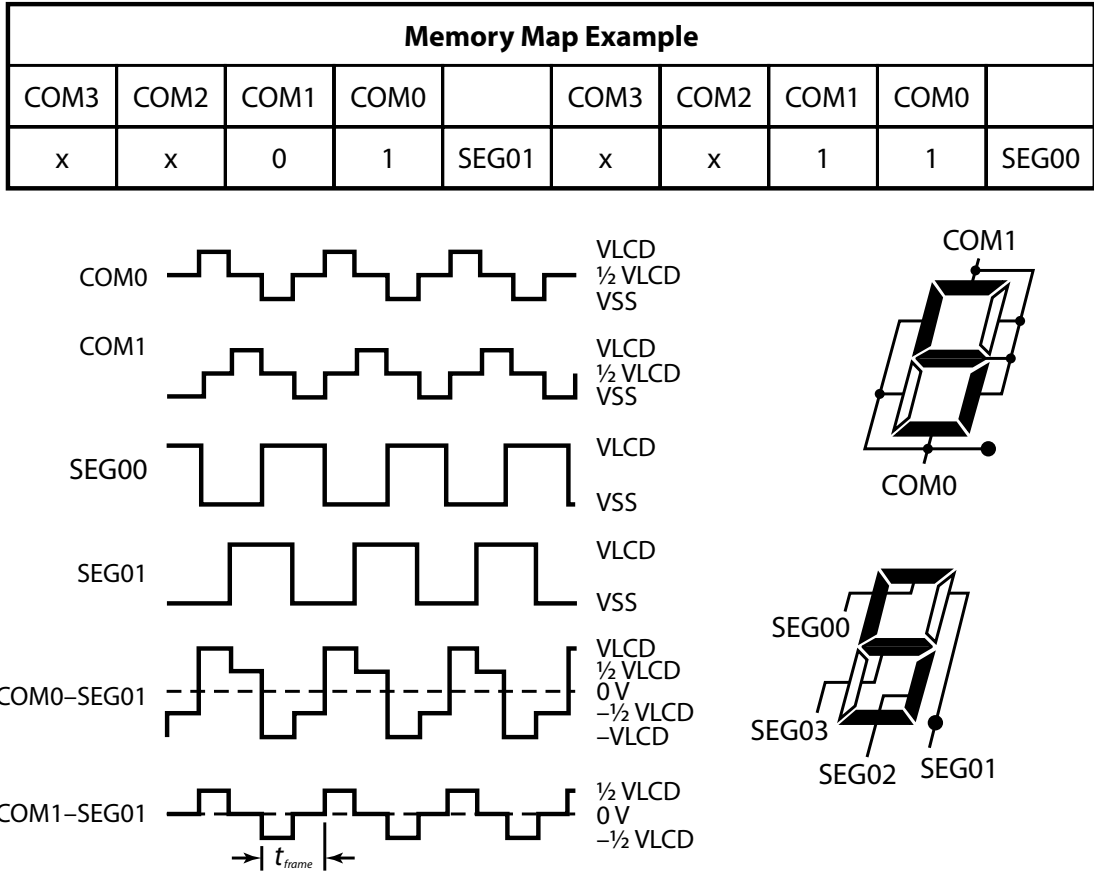 Memory Map Example
COM3 COM2 COM1 COM0 COM3 COM2 COM1 COM0
x x 0 1 SEG01 x x 1 1 SEG00
COM0
VLCD
½ VLCD
VSS
COM1
VLCD
½ VLCD
VSS
SEG00
VLCD
VSS
SEG01
VLCD
VSS
COM0–SEG01
VLCD
½ VLCD
0 V
–½ VLCD
–VLCD
COM1–SEG01
½ VLCD
0 V
–½ VLCD
tframe
COM1
COM0
SEG00
SEG03
SEG02 SEG01